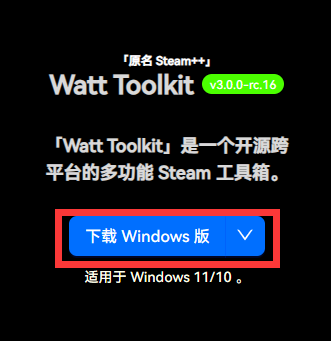 「原名 Steam++」
Watt Toolkit v3.0.0-rc.16
「Watt Toolkit」是一个开源跨
平台的多功能 Steam 工具箱。
下载 Windows 版
适用于 Windows 11/10 。